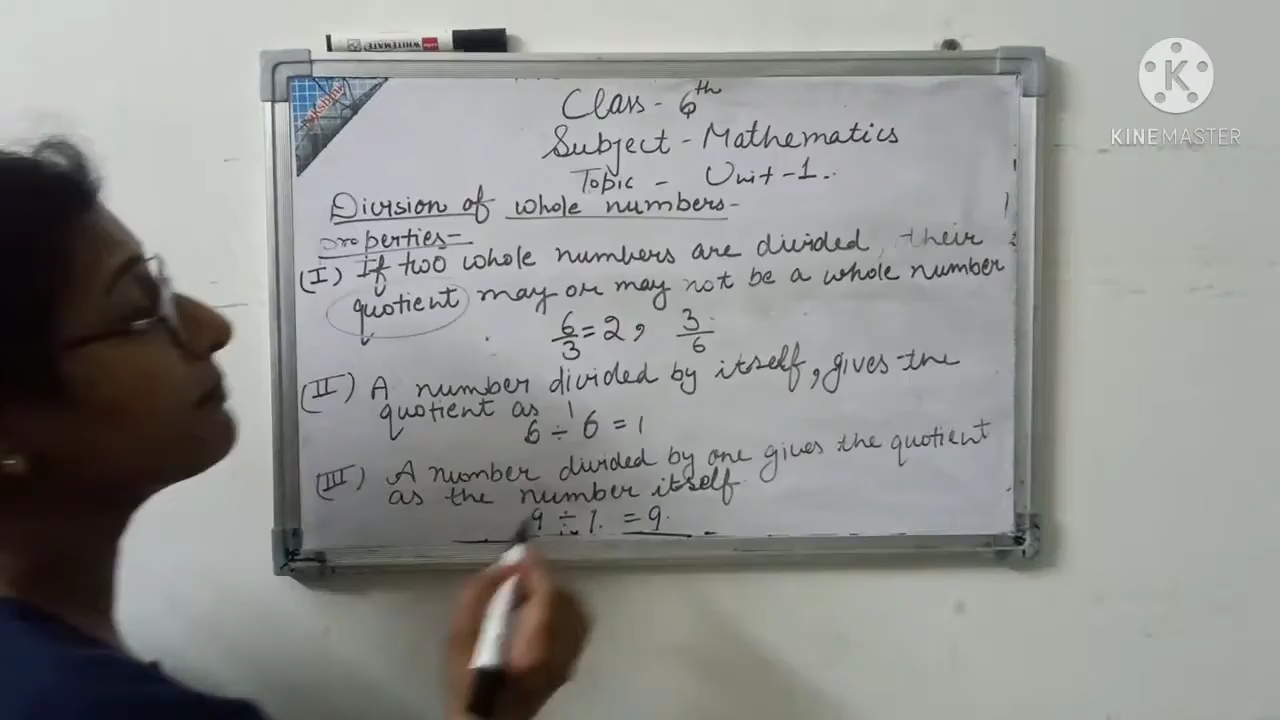 WHITEMATE
Class - 6th
Subject - Mathematics
Topic - Unit - 1.
Division of whole numbers -
properties -
(I) If two whole numbers are divided, their
quotient may or may not be a whole number
6/3 = 2, 3/6
(II) A number divided by itself, gives the
quotient as 1
6 ÷ 6 = 1
(III) A number divided by one gives the quotient
as the number itself
9 ÷ 1. = 9.
K
KINEMASTER